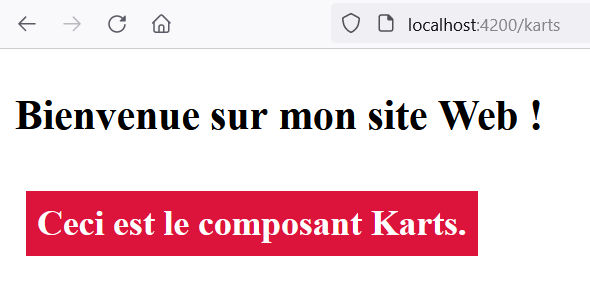 localhost:4200/karts
Bienvenue sur mon site Web !
Ceci est le composant Karts.